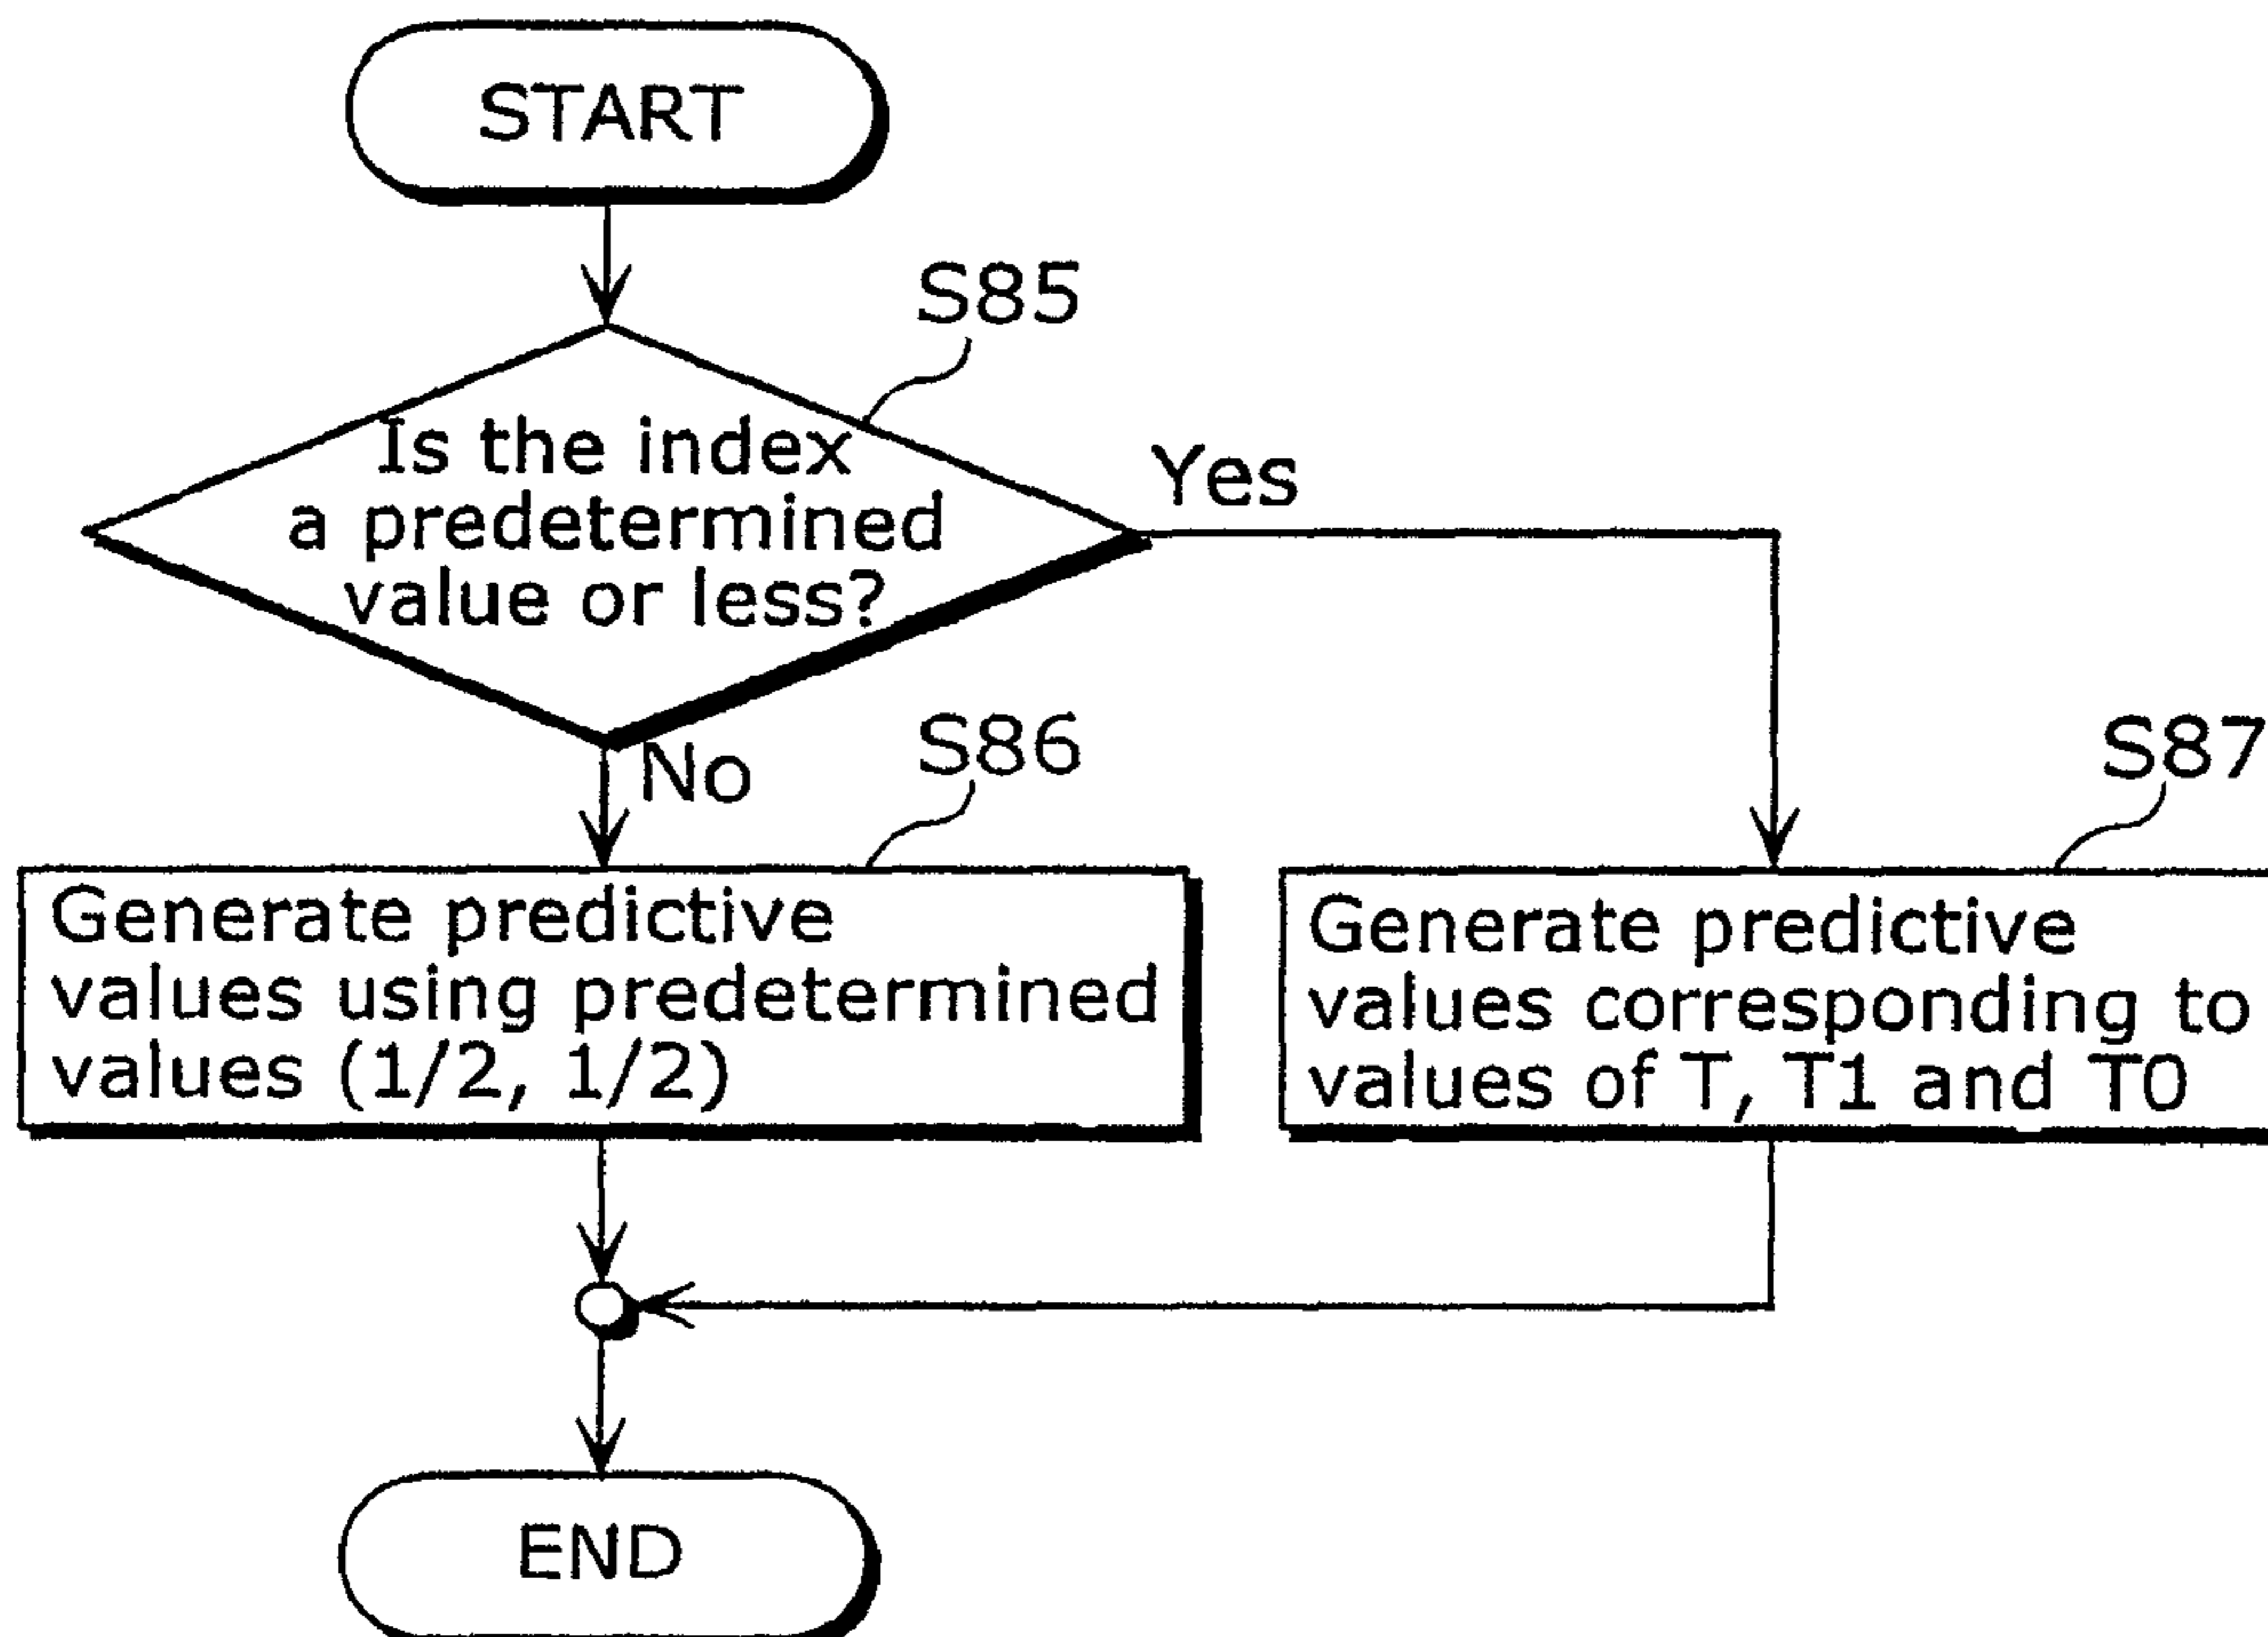 START
S85
Is the index
a predetermined
value or less?
Yes
No
S86
S87
Generate predictive
values using predetermined
values (1/2, 1/2)
Generate predictive
values corresponding to
values of T, T1 and T0
END